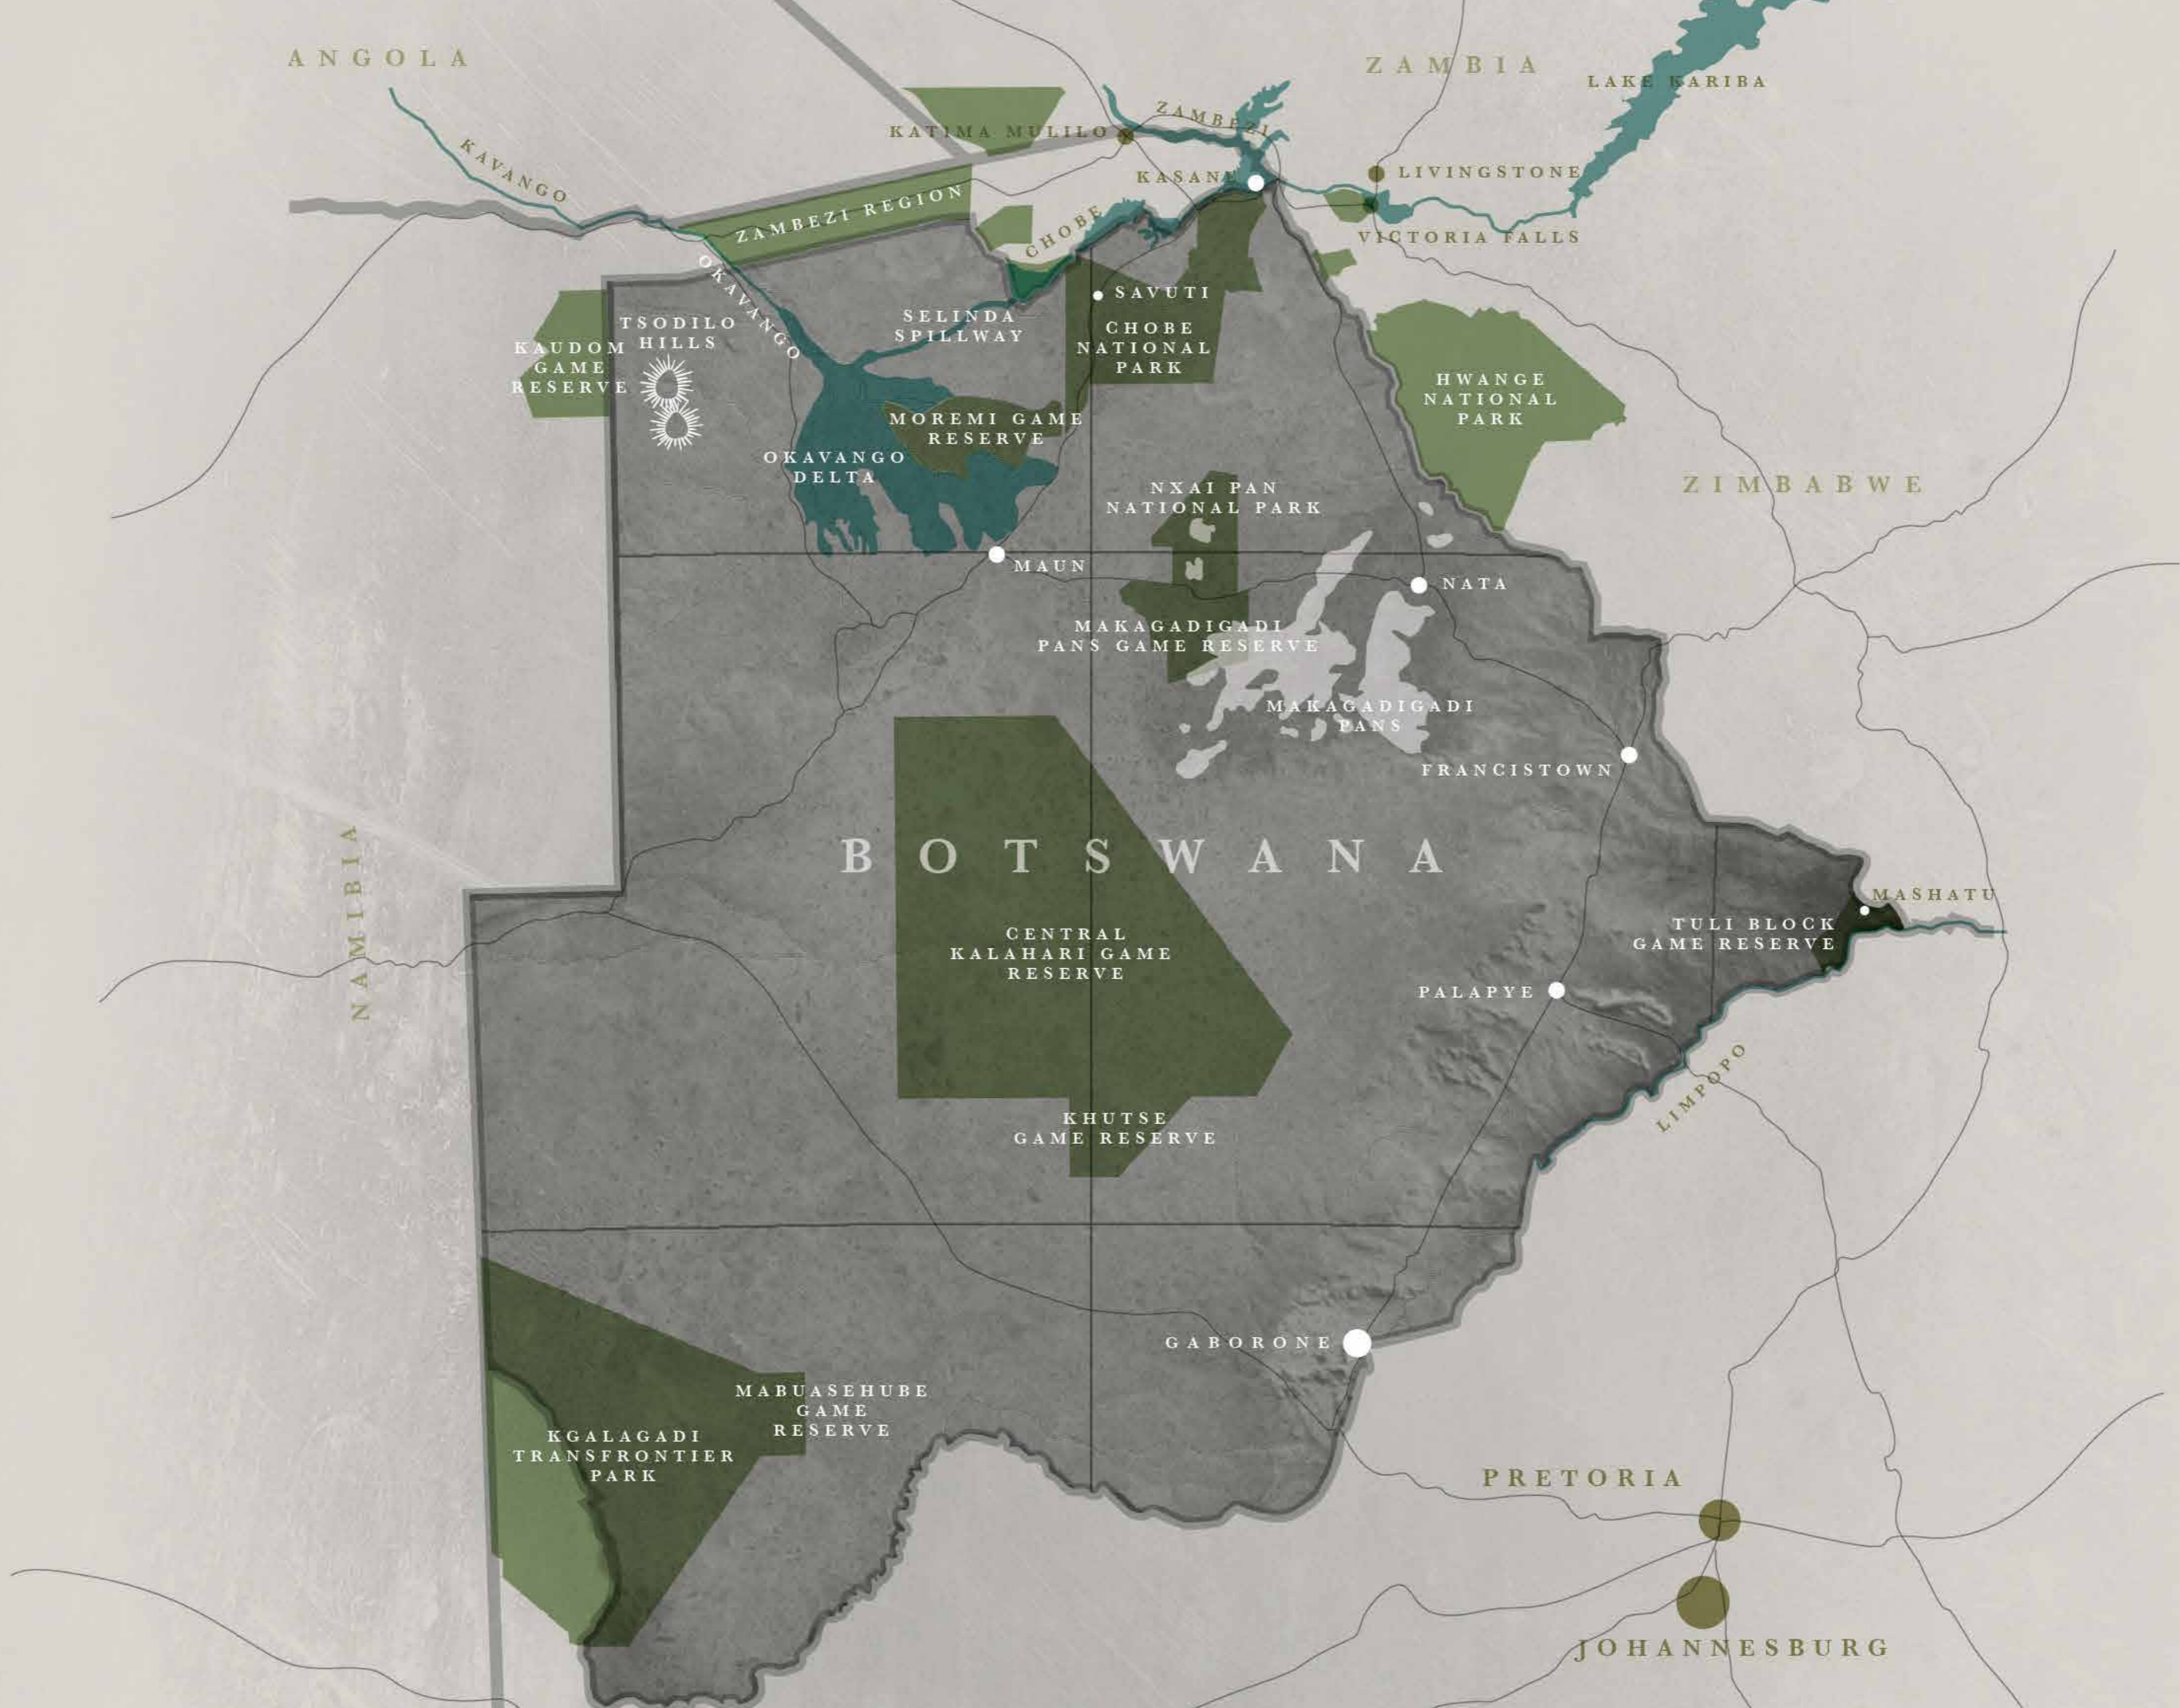 ANGOLA
ZAMBIA
LAKE KARIBA
KAVANGO
KATIMA MULILO
ZAMBEZI
LIVINGSTONE
KASANE
ZAMBEZI REGION
CHOBE
VICTORIA FALLS
OKAVANGO
SAVUTI
TSODILO
HILLS
SELINDA
SPILLWAY
CHOBE
NATIONAL
PARK
KAUDOM
GAME
RESERVE
HWANGE
NATIONAL
PARK
MOREMI GAME
RESERVE
OKAVANGO
DELTA
NXAI PAN
NATIONAL PARK
ZIMBABWE
MAUN
NATA
MAKAGADIGADI
PANS GAME RESERVE
MAKAGADIGADI
PANS
FRANCISTOWN
BOTSWANA
NAMIBIA
MASHATU
TULI BLOCK
GAME RESERVE
CENTRAL
KALAHARI GAME
RESERVE
PALAPYE
LIMPOPO
KHUTSE
GAME RESERVE
GABORONE
MABUASEHUBE
GAME
RESERVE
KGALAGADI
TRANSFRONTIER
PARK
PRETORIA
JOHANNESBURG